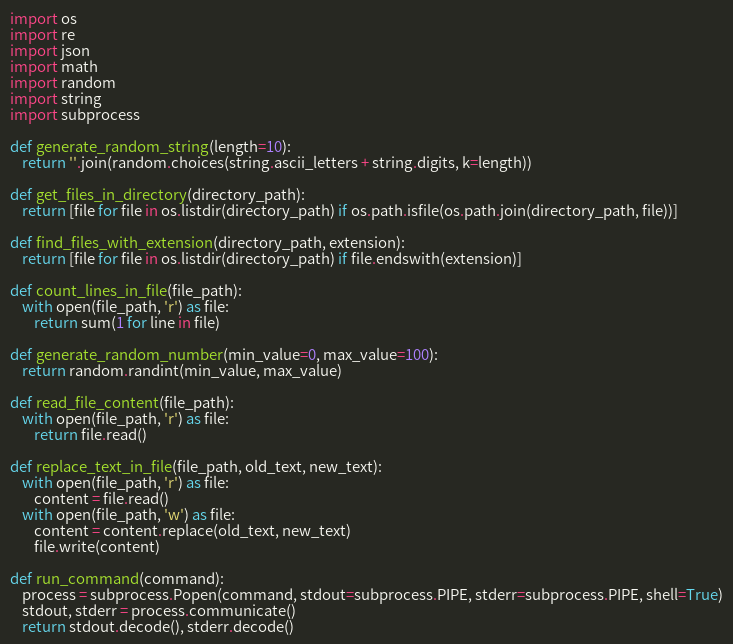 import os
import re
import json
import math
import random
import string
import subprocess

def generate_random_string(length=10):
    return ''.join(random.choices(string.ascii_letters + string.digits, k=length))

def get_files_in_directory(directory_path):
    return [file for file in os.listdir(directory_path) if os.path.isfile(os.path.join(directory_path, file))]

def find_files_with_extension(directory_path, extension):
    return [file for file in os.listdir(directory_path) if file.endswith(extension)]

def count_lines_in_file(file_path):
    with open(file_path, 'r') as file:
        return sum(1 for line in file)

def generate_random_number(min_value=0, max_value=100):
    return random.randint(min_value, max_value)

def read_file_content(file_path):
    with open(file_path, 'r') as file:
        return file.read()

def replace_text_in_file(file_path, old_text, new_text):
    with open(file_path, 'r') as file:
        content = file.read()
    with open(file_path, 'w') as file:
        content = content.replace(old_text, new_text)
        file.write(content)

def run_command(command):
    process = subprocess.Popen(command, stdout=subprocess.PIPE, stderr=subprocess.PIPE, shell=True)
    stdout, stderr = process.communicate()
    return stdout.decode(), stderr.decode()